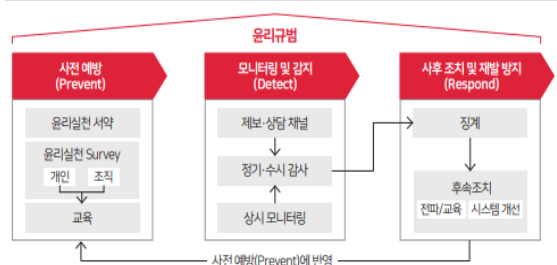 윤리규범
사전 예방
(Prevent)
윤리실천 서약
윤리실천 Survey
개인 조직
교육
모니터링 및 감지
(Detect)
제보·상담 채널
정기·수시 감사
상시 모니터링
사후 조치 및 재발 방지
(Respond)
징계
후속조치
전파/교육 시스템 개선
사전 예방(Prevent)에 반영